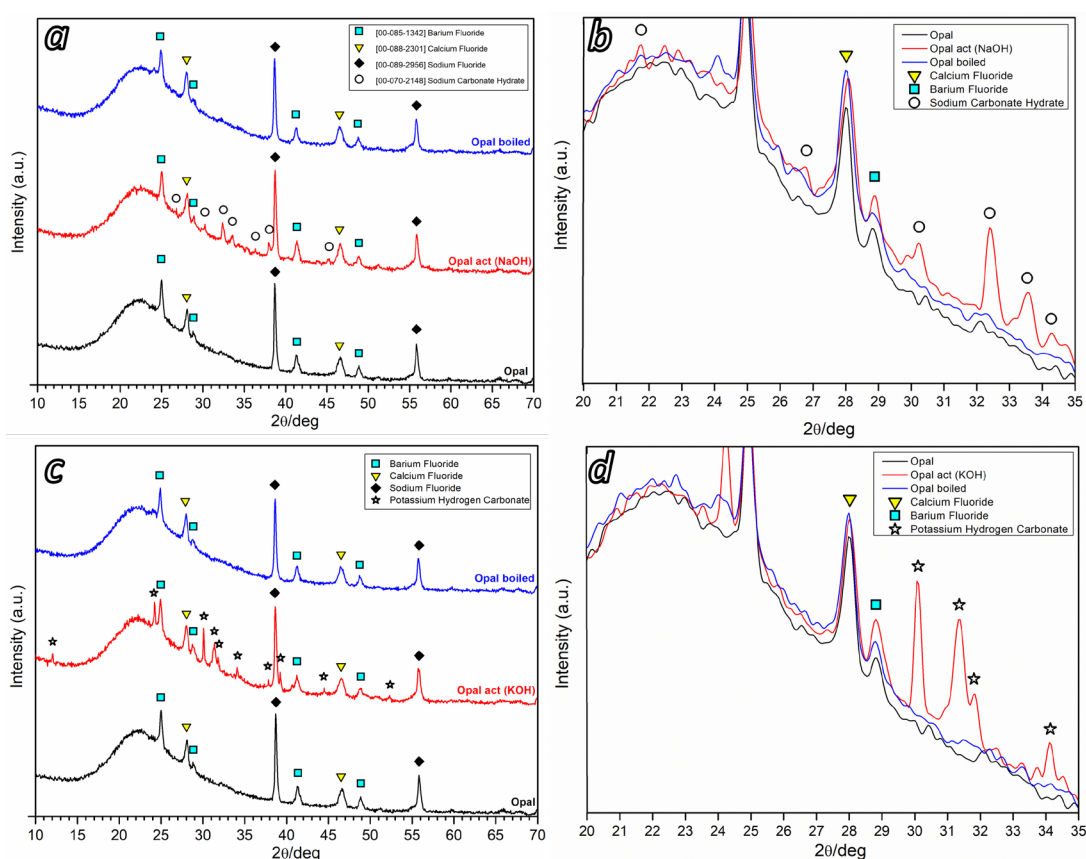 a
[00-085-1342] Barium Fluoride
[00-088-2301] Calcium Fluoride
[00-089-2956] Sodium Fluoride
[00-070-2148] Sodium Carbonate Hydrate
Opal boiled
Opal act (NaOH)
Opal
Intensity (a.u.)
10 15 20 25 30 35 40 45 50 55 60 65 70
2θ/deg
b
Opal
Opal act (NaOH)
Opal boiled
Calcium Fluoride
Barium Fluoride
Sodium Carbonate Hydrate
Intensity (a.u.)
20 21 22 23 24 25 26 27 28 29 30 31 32 33 34 35
2θ/deg
c
Barium Fluoride
Calcium Fluoride
Sodium Fluoride
Potassium Hydrogen Carbonate
Opal boiled
Opal act (KOH)
Opal
Intensity (a.u.)
10 15 20 25 30 35 40 45 50 55 60 65 70
2θ/deg
d
Opal
Opal act (KOH)
Opal boiled
Calcium Fluoride
Barium Fluoride
Potassium Hydrogen Carbonate
Intensity (a.u.)
20 21 22 23 24 25 26 27 28 29 30 31 32 33 34 35
2θ/deg